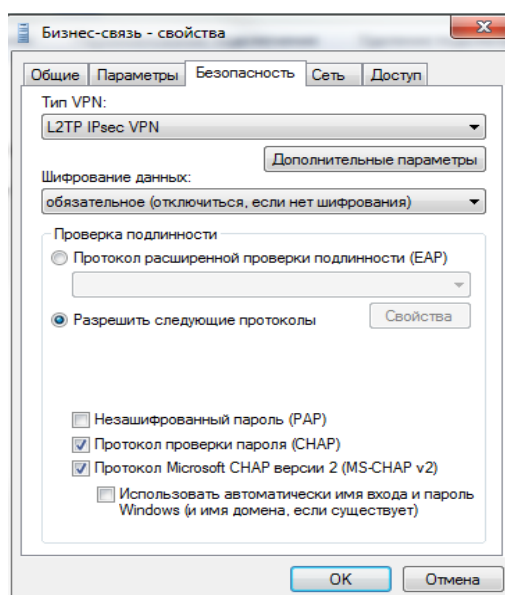 Бизнес-связь - свойства
Общие Параметры Безопасность Сеть Доступ
Тип VPN:
L2TP IPsec VPN
Дополнительные параметры
Шифрование данных:
обязательное (отключиться, если нет шифрования)
Проверка подлинности
Протокол расширенной проверки подлинности (EAP)
Разрешить следующие протоколы
Свойства
Незашифрованный пароль (PAP)
Протокол проверки пароля (CHAP)
Протокол Microsoft CHAP версии 2 (MS-CHAP v2)
Использовать автоматически имя входа и пароль
Windows (и имя домена, если существует)
OK Отмена